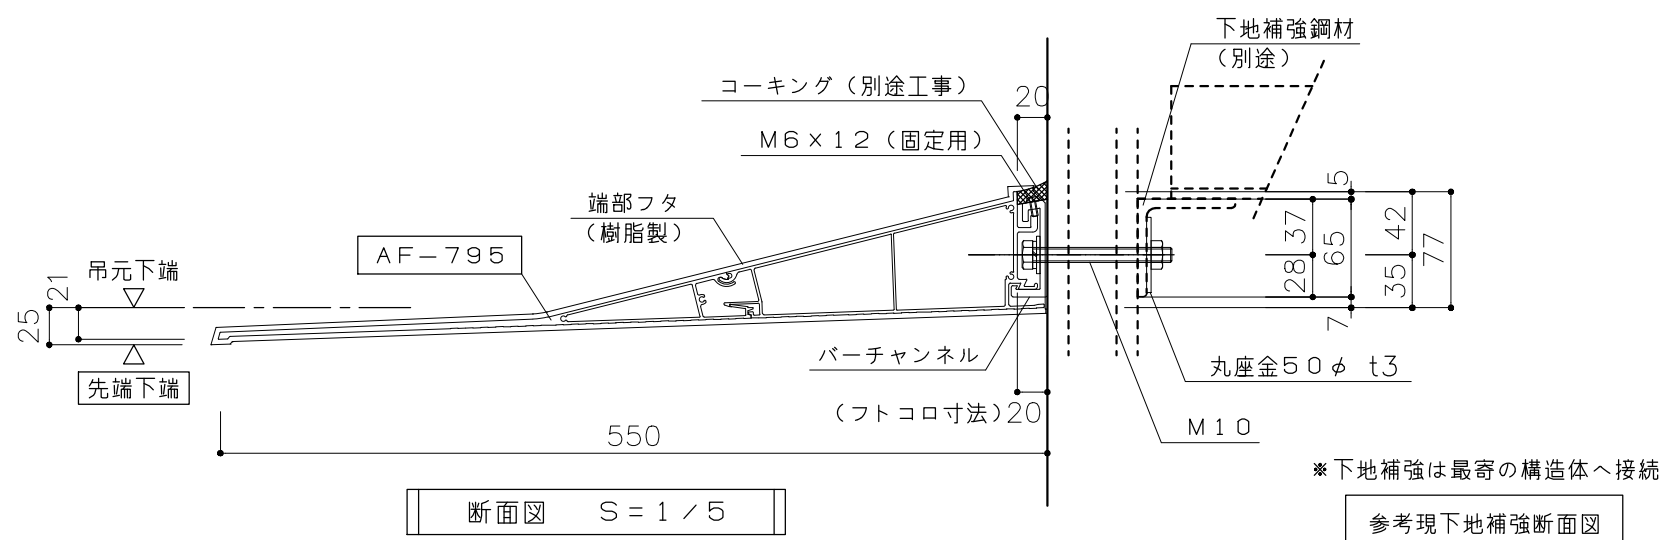 下地補強鋼材
（別途）
コーキング（別途工事）
20
M6×12（固定用）
端部フタ
（樹脂製）
AF－795
吊元下端
21
25
先端下端
5
37
42
65
77
28
35
7
バーチャンネル
丸座金50φ t3
（フトコロ寸法）20
M10
550
※下地補強は最寄の構造体へ接続
断面図 S＝1／5
参考現下地補強断面図